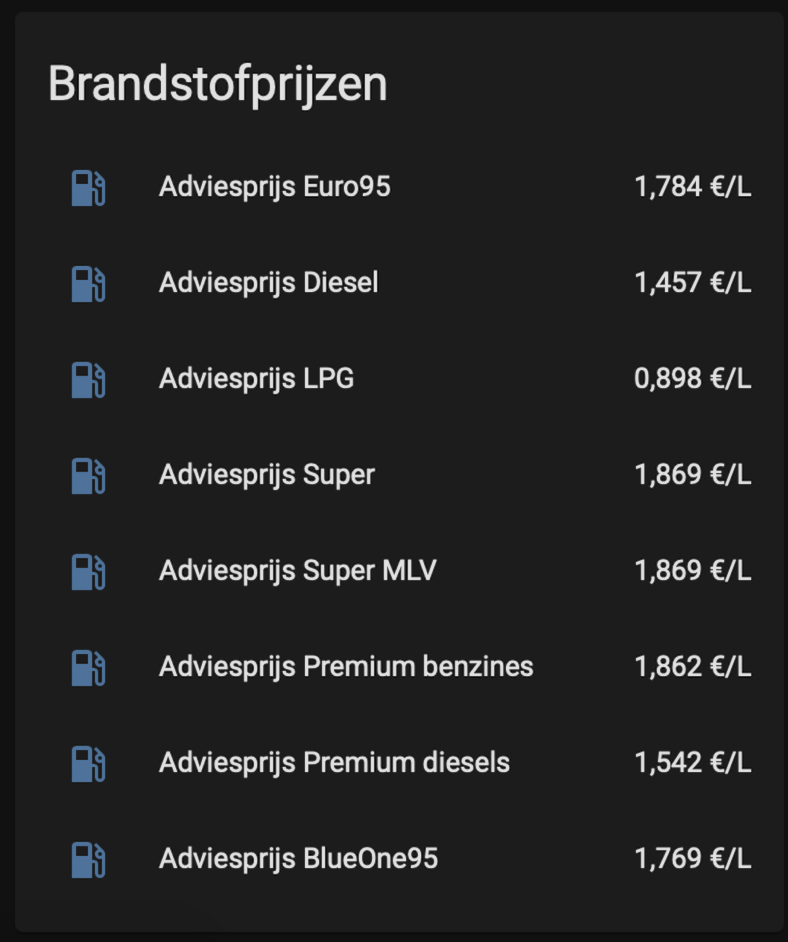 Brandstofprijzen
Adviesprijs Euro95 1,784 €/L
Adviesprijs Diesel 1,457 €/L
Adviesprijs LPG 0,898 €/L
Adviesprijs Super 1,869 €/L
Adviesprijs Super MLV 1,869 €/L
Adviesprijs Premium benzines 1,862 €/L
Adviesprijs Premium diesels 1,542 €/L
Adviesprijs BlueOne95 1,769 €/L